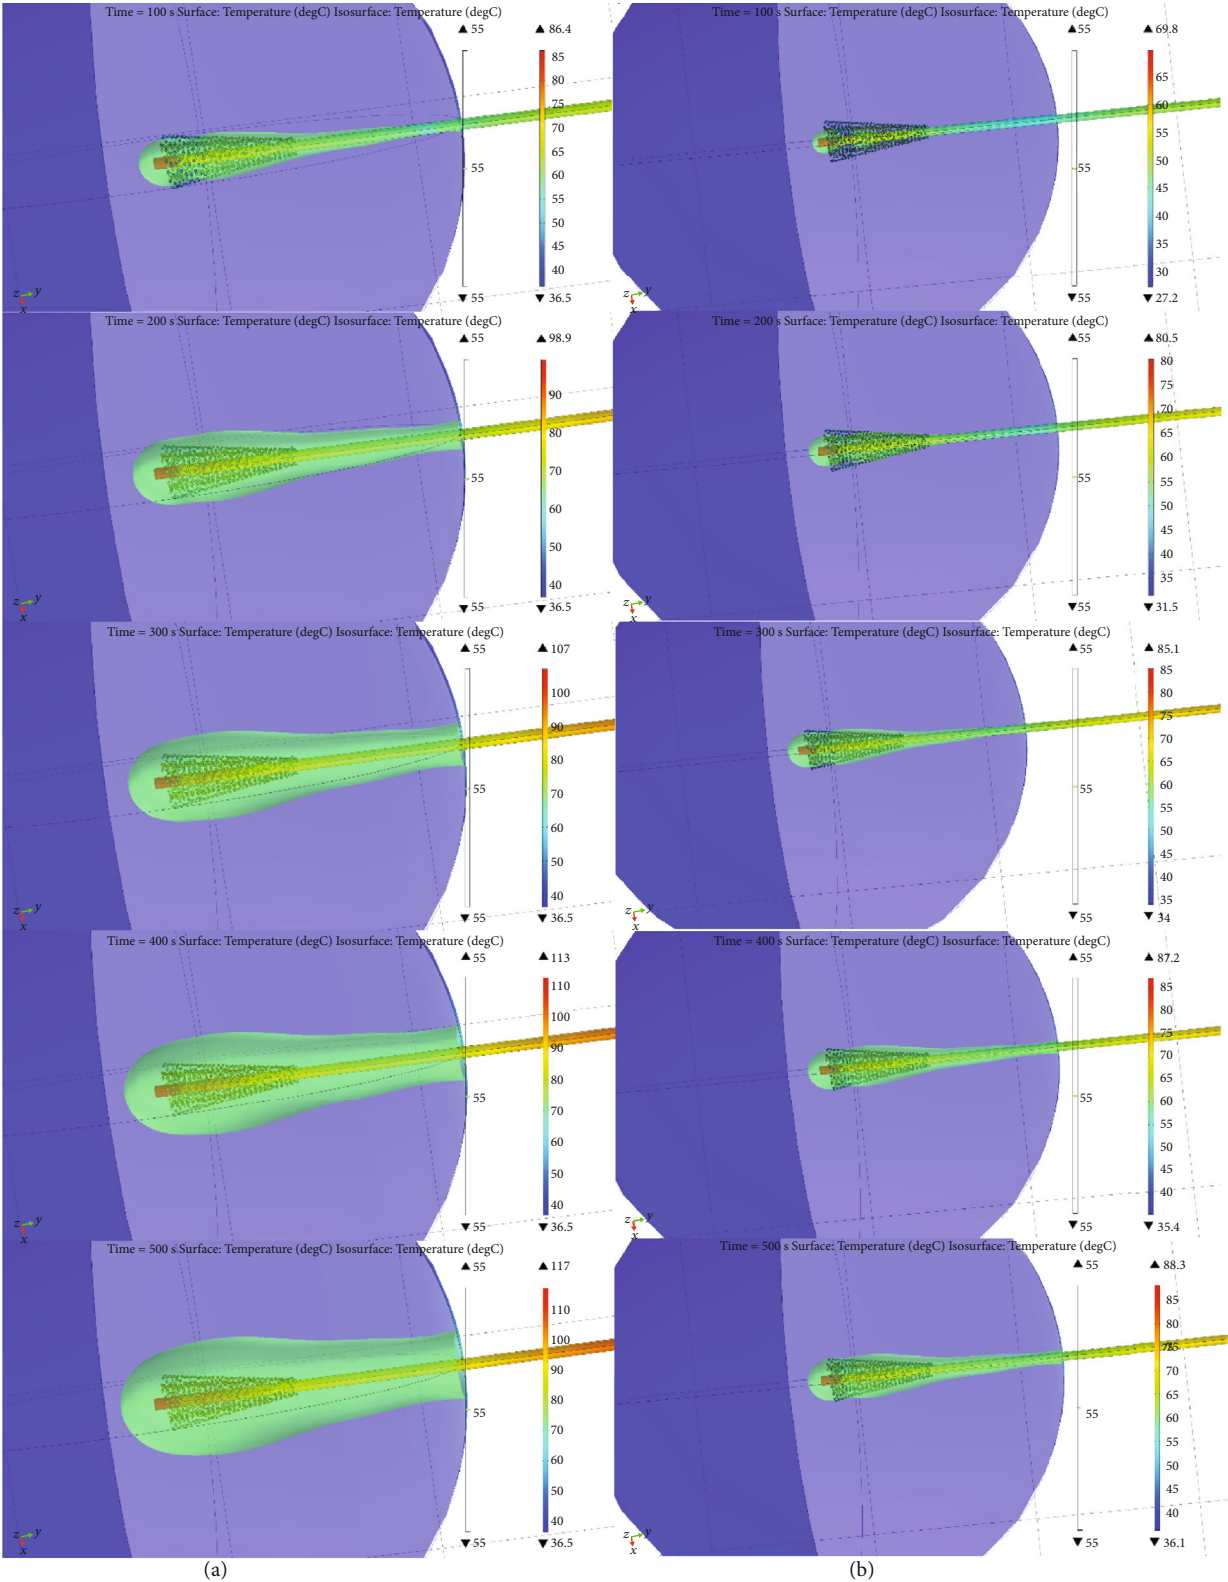 Time = 100 s Surface: Temperature (degC) Isosurface: Temperature (degC)
▲ 55 ▲ 86.4
85
80
75
70
65
60
55
55
50
45
40
▼ 55 ▼ 36.5
z y
x
Time = 100 s Surface: Temperature (degC) Isosurface: Temperature (degC)
▲ 55 ▲ 69.8
65
60
55
50
45
55
40
35
30
▼ 55 ▼ 27.2
z y
x
Time = 200 s Surface: Temperature (degC) Isosurface: Temperature (degC)
▲ 55 ▲ 98.9
90
80
70
55
60
50
40
▼ 55 ▼ 36.5
z y
x
Time = 200 s Surface: Temperature (degC) Isosurface: Temperature (degC)
▲ 55 ▲ 80.5
80
75
70
65
60
55
55
50
45
40
35
▼ 55 ▼ 31.5
z y
x
Time = 300 s Surface: Temperature (degC) Isosurface: Temperature (degC)
▲ 55 ▲ 107
100
90
80
70
55
60
50
40
▼ 55 ▼ 36.5
z y
x
Time = 300 s Surface: Temperature (degC) Isosurface: Temperature (degC)
▲ 55 ▲ 85.1
85
80
75
70
65
60
55
55
50
45
40
35
▼ 55 ▼ 34
z y
x
Time = 400 s Surface: Temperature (degC) Isosurface: Temperature (degC)
▲ 55 ▲ 113
110
100
90
80
70
55
60
50
40
▼ 55 ▼ 36.5
z y
x
Time = 400 s Surface: Temperature (degC) Isosurface: Temperature (degC)
▲ 55 ▲ 87.2
85
80
75
70
65
60
55
55
50
45
40
▼ 55 ▼ 35.4
z y
x
Time = 500 s Surface: Temperature (degC) Isosurface: Temperature (degC)
▲ 55 ▲ 117
110
100
90
80
55
70
60
50
40
▼ 55 ▼ 36.5
z y
x
Time = 500 s Surface: Temperature (degC) Isosurface: Temperature (degC)
▲ 55 ▲ 88.3
85
80
75
70
65
55
60
55
50
45
40
▼ 55 ▼ 36.1
z y
x
(a)
(b)